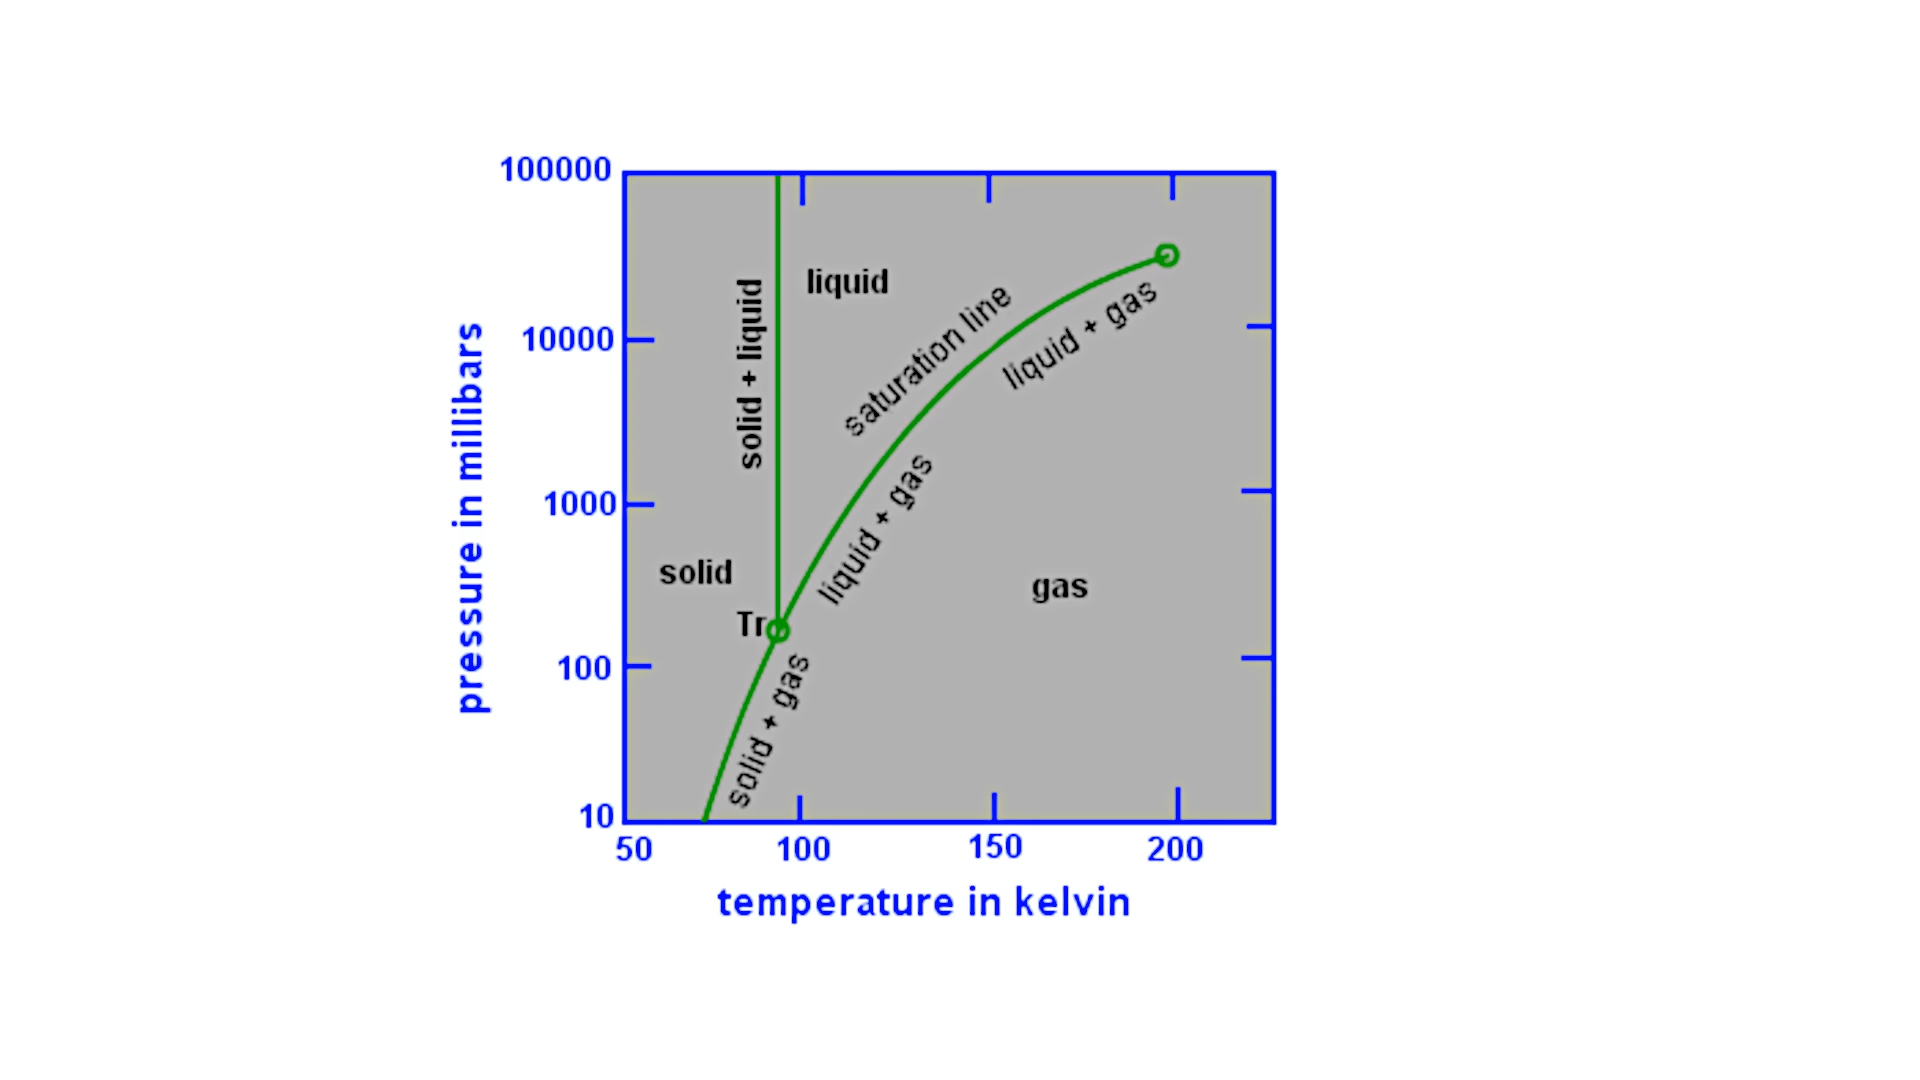 100000
10000
1000
100
10
pressure in millibars
solid + liquid
liquid
saturation line
liquid + gas
liquid + gas
solid
gas
Tr
solid + gas
50 100 150 200
temperature in kelvin